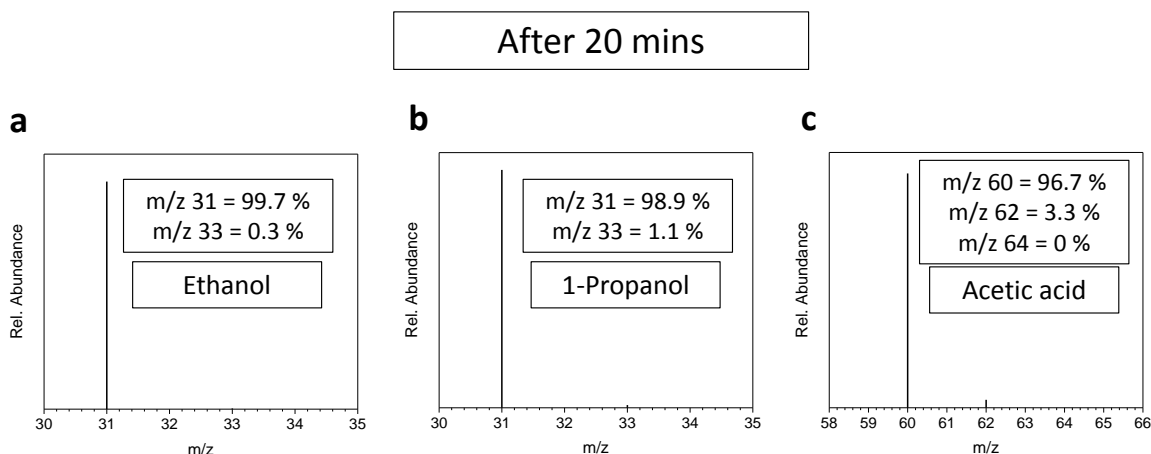 After 20 mins
a
b
c
m/z 31 = 99.7 %
m/z 33 = 0.3 %
Ethanol
Rel. Abundance
30 31 32 33 34 35
m/z
m/z 31 = 98.9 %
m/z 33 = 1.1 %
1-Propanol
Rel. Abundance
30 31 32 33 34 35
m/z
m/z 60 = 96.7 %
m/z 62 = 3.3 %
m/z 64 = 0 %
Acetic acid
Rel. Abundance
58 59 60 61 62 63 64 65 66
m/z